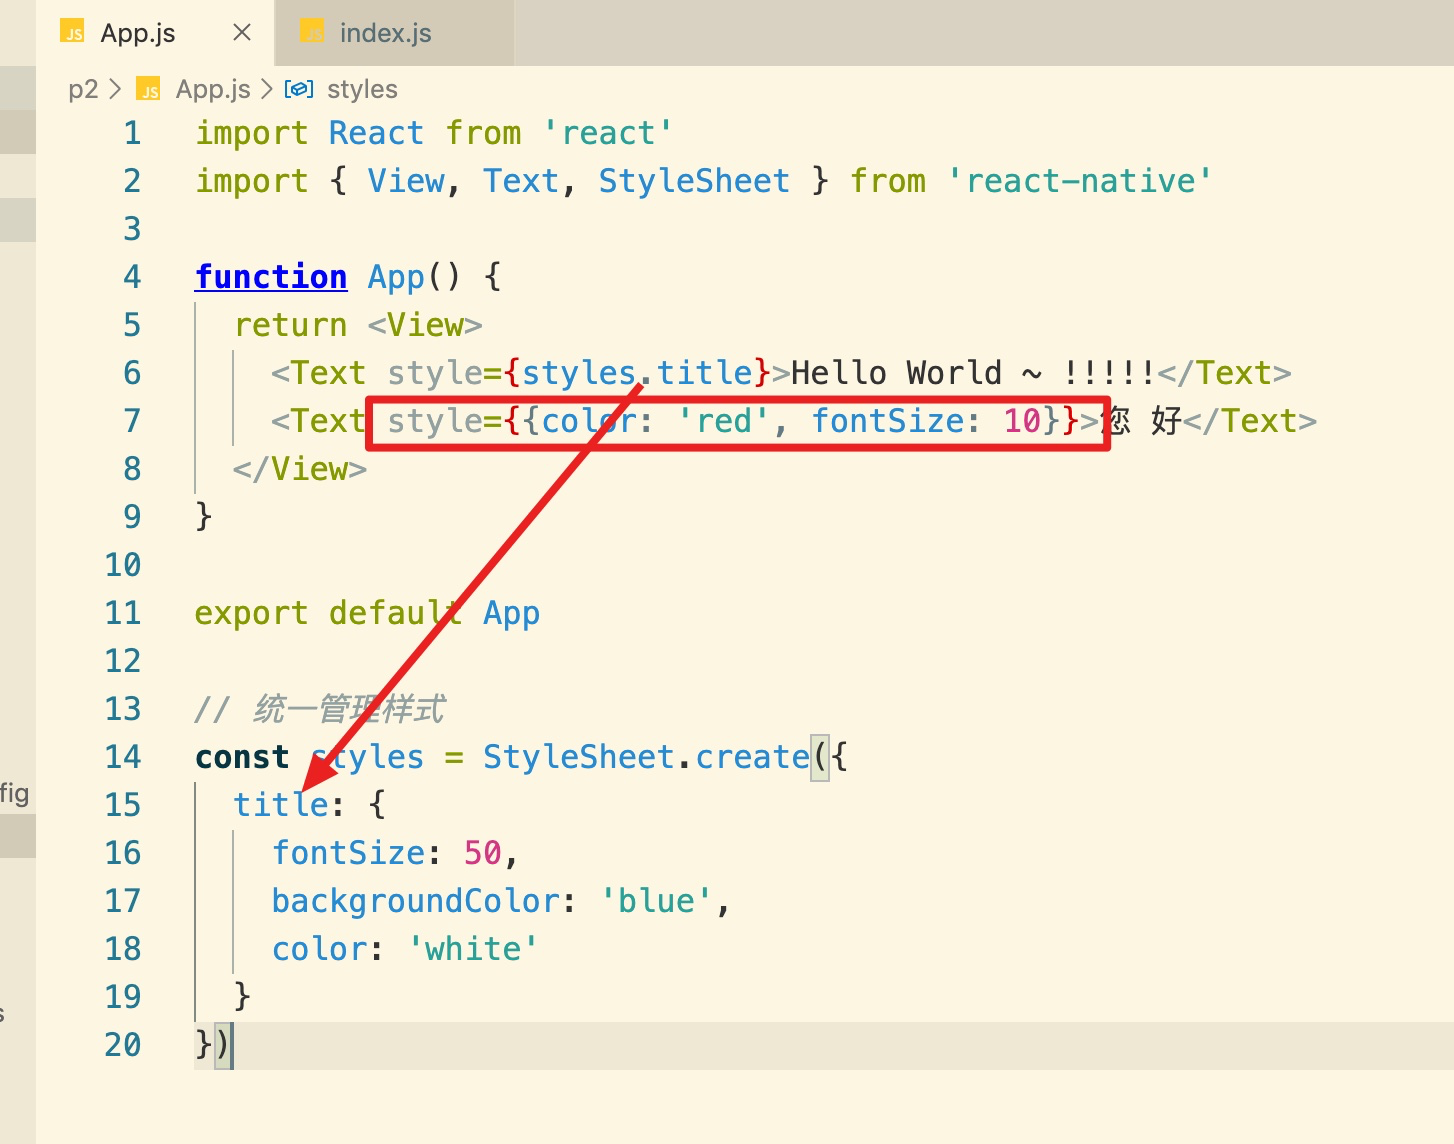 JS App.js × JS index.js
p2 > JS App.js > styles
1 import React from 'react'
2 import { View, Text, StyleSheet } from 'react-native'
3
4 function App() {
5 return <View>
6 <Text style={styles.title}>Hello World ~ !!!!!</Text>
7 <Text style={{color: 'red', fontSize: 10}}>您 好</Text>
8 </View>
9 }
10
11 export default App
12
13 // 统一管理样式
14 const styles = StyleSheet.create({
fig
15 title: {
16 fontSize: 50,
17 backgroundColor: 'blue',
18 color: 'white'
19 }
s
20 })